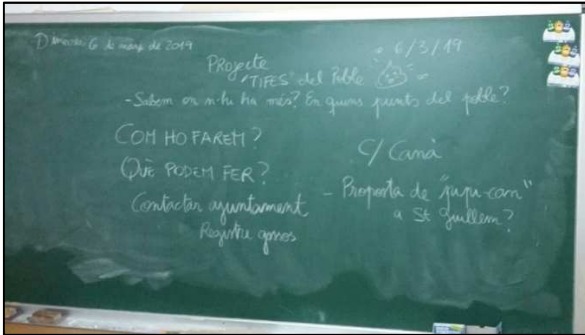 Dimecres 6 de març de 2019
6/3/19
Projecte
"TIFES" del Poble
- Sabem on n'hi ha més? En quins punts del poble?
COM HO FAREM?
QUÈ PODEM FER?
Contactar ajuntament
Registre gossos
C/ Canà
- Proposta de "pipi-can"
a St Guillem?